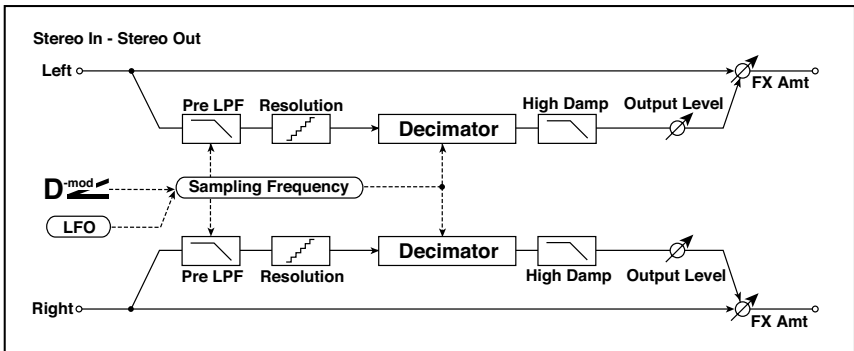 Stereo In - Stereo Out
Left
FX Amt
Pre LPF
Resolution
High Damp
Output Level
Decimator
D-mod
Sampling Frequency
LFO
Decimator
Pre LPF
Resolution
High Damp
Output Level
Right
FX Amt